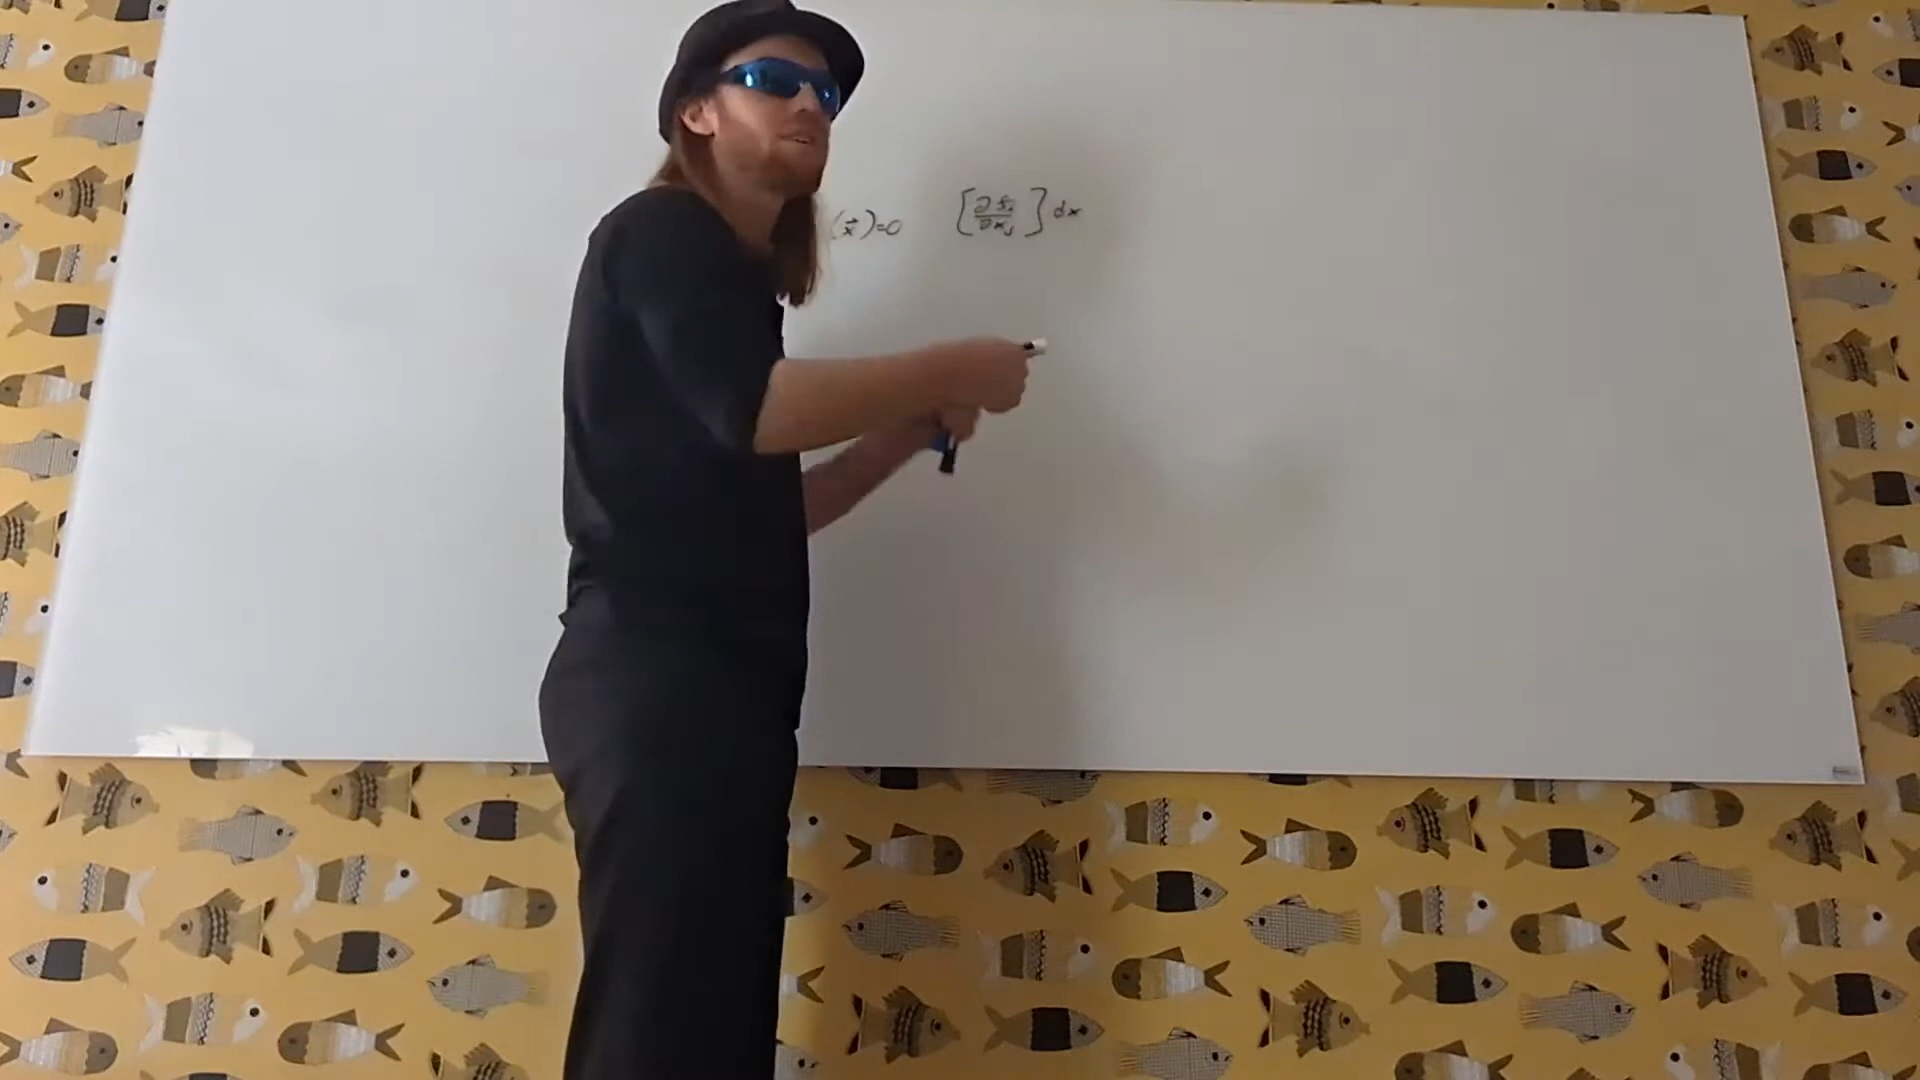 (x⃗)=0 [∂fᵢ/∂xⱼ] dx